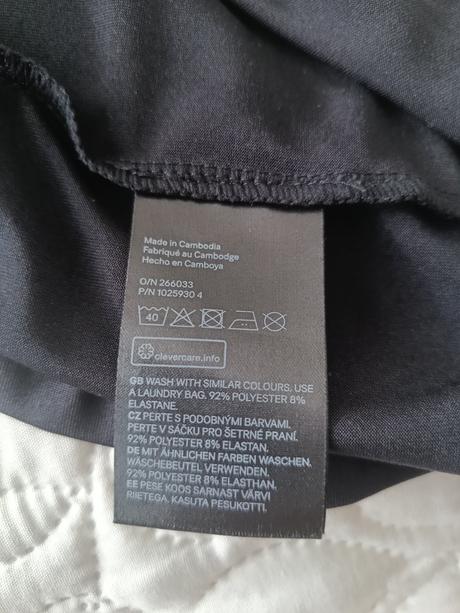 Made in Cambodia
Fabriqué au Cambodge
Hecho en Camboya
O/N 266033
P/N 1025930 4
40
clevercare.info
GB WASH WITH SIMILAR COLOURS. USE
A LAUNDRY BAG. 92% POLYESTER 8%
ELASTANE.
CZ PERTE S PODOBNÝMI BARVAMI.
PERTE V SÁČKU PRO ŠETRNÉ PRANÍ.
92% POLYESTER 8% ELASTAN.
DE MIT ÄHNLICHEN FARBEN WASCHEN.
WÄSCHEBEUTEL VERWENDEN.
92% POLYESTER 8% ELASTHAN.
EE PESE KOOS SARNAST VÄRVI
RIIETEGA. KASUTA PESUKOTTI.